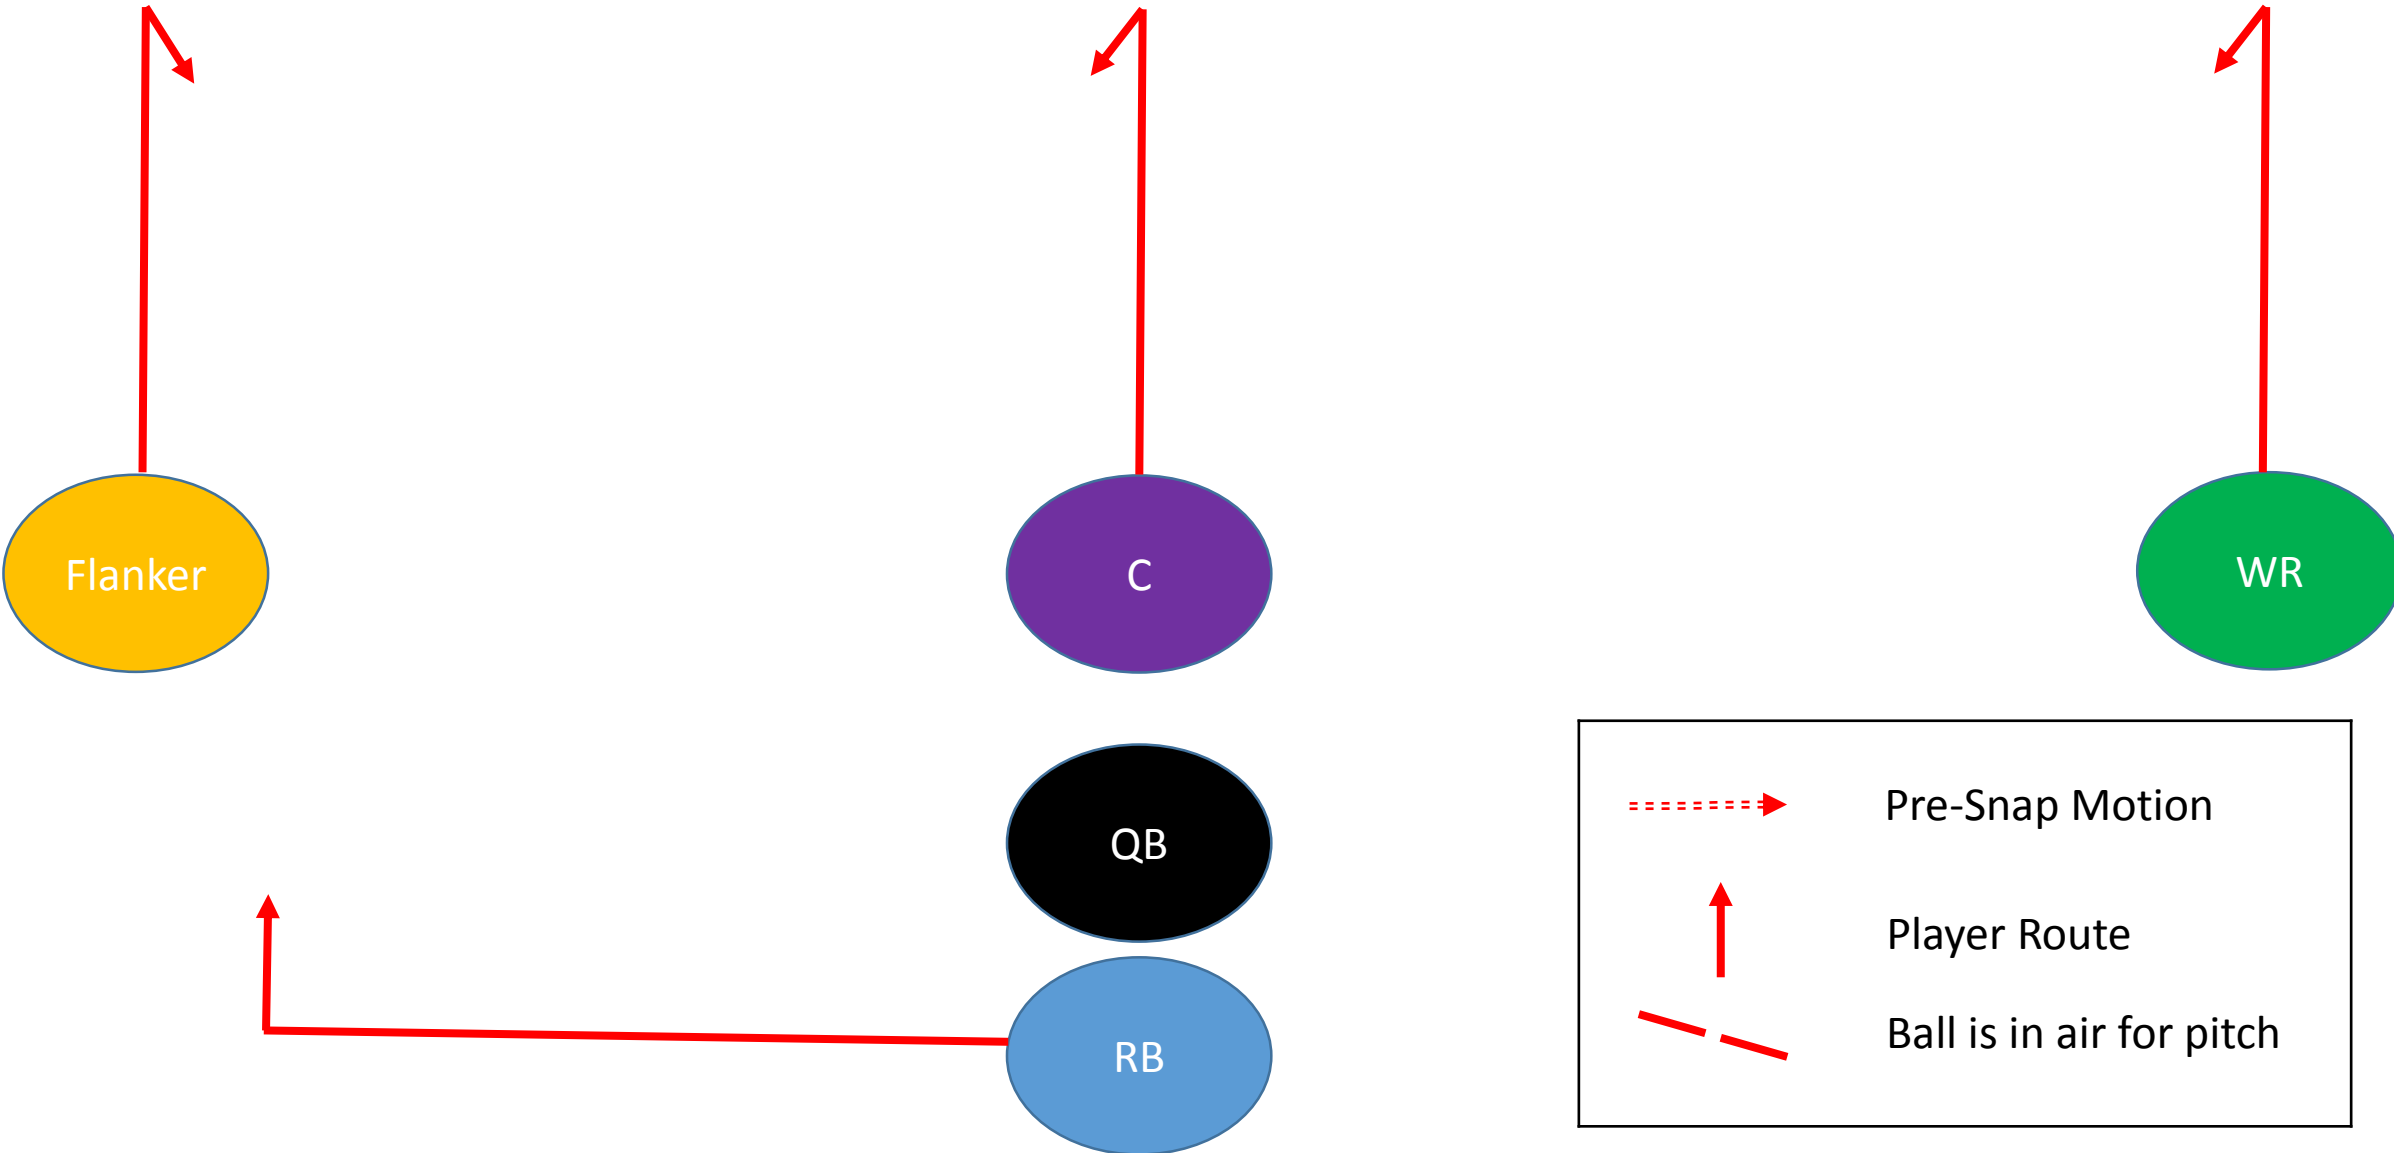 Flanker
C
WR
QB
RB
Pre-Snap Motion
Player Route
Ball is in air for pitch